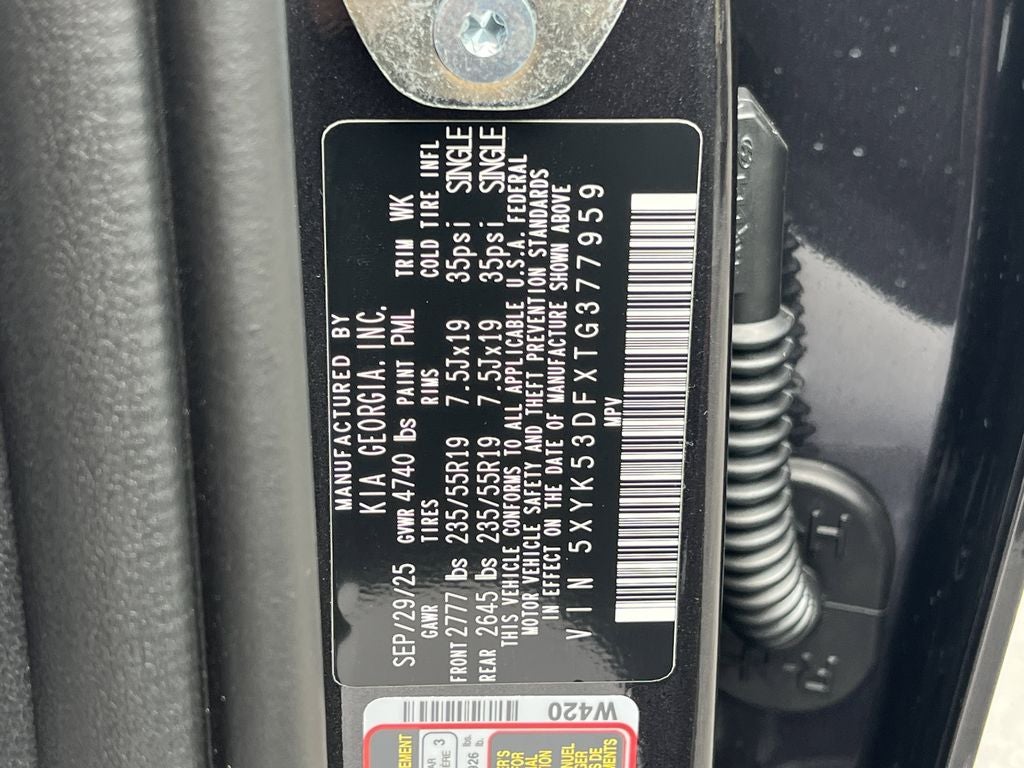 MANUFACTURED BY
KIA GEORGIA, INC.
SEP/29/25 GVWR 4740 lbs PAINT PML TRIM WK
GAWR TIRES RIMS COLD TIRE INFL
FRONT 2777 lbs 235/55R19 7.5Jx19 35psi SINGLE
REAR 2645 lbs 235/55R19 7.5Jx19 35psi SINGLE
THIS VEHICLE CONFORMS TO ALL APPLICABLE U.S.A. FEDERAL
MOTOR VEHICLE SAFETY AND THEFT PREVENTION STANDARDS
IN EFFECT ON THE DATE OF MANUFACTURE SHOWN ABOVE
VIN 5XYK53DFXTG377959
MPV
W420